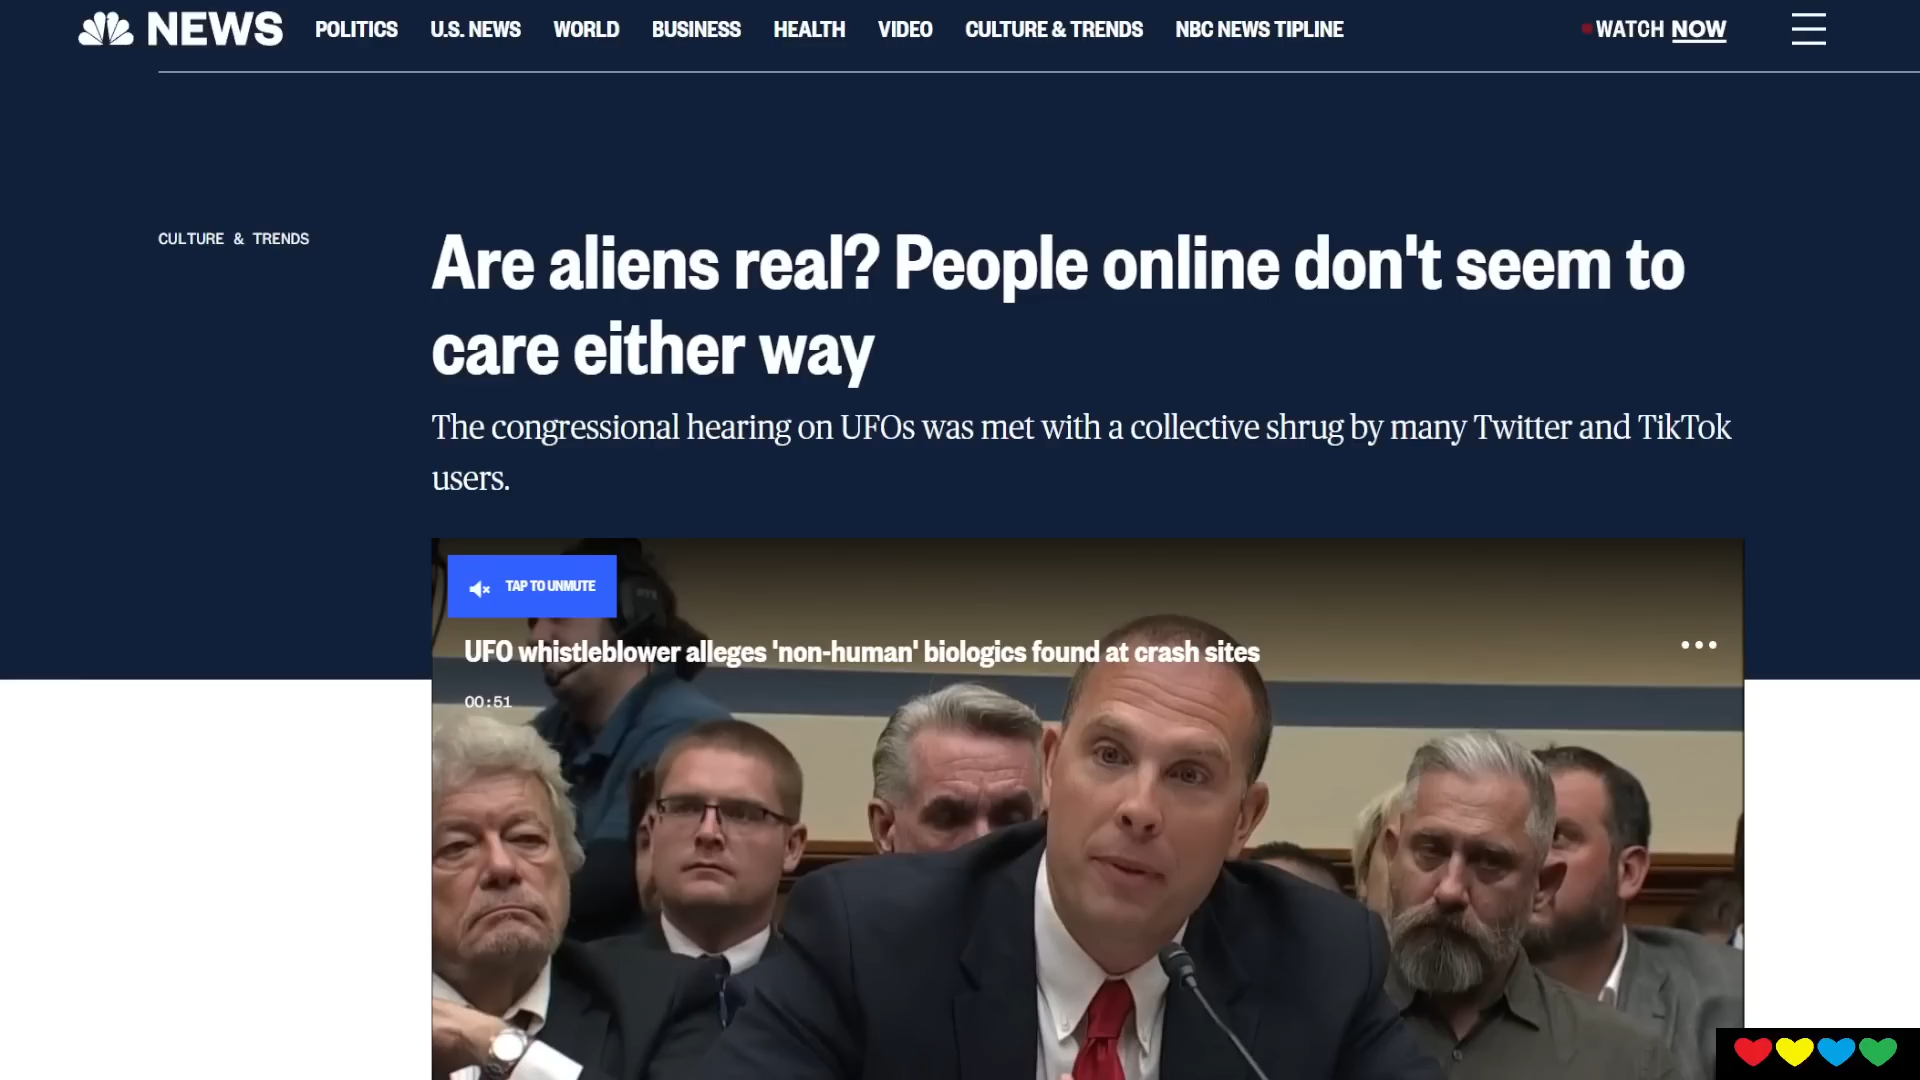 NEWS POLITICS U.S. NEWS WORLD BUSINESS HEALTH VIDEO CULTURE & TRENDS NBC NEWS TIPLINE WATCH NOW
CULTURE & TRENDS
Are aliens real? People online don't seem to
care either way
The congressional hearing on UFOs was met with a collective shrug by many Twitter and TikTok
users.
TAP TO UNMUTE
UFO whistleblower alleges 'non-human' biologics found at crash sites
00:51